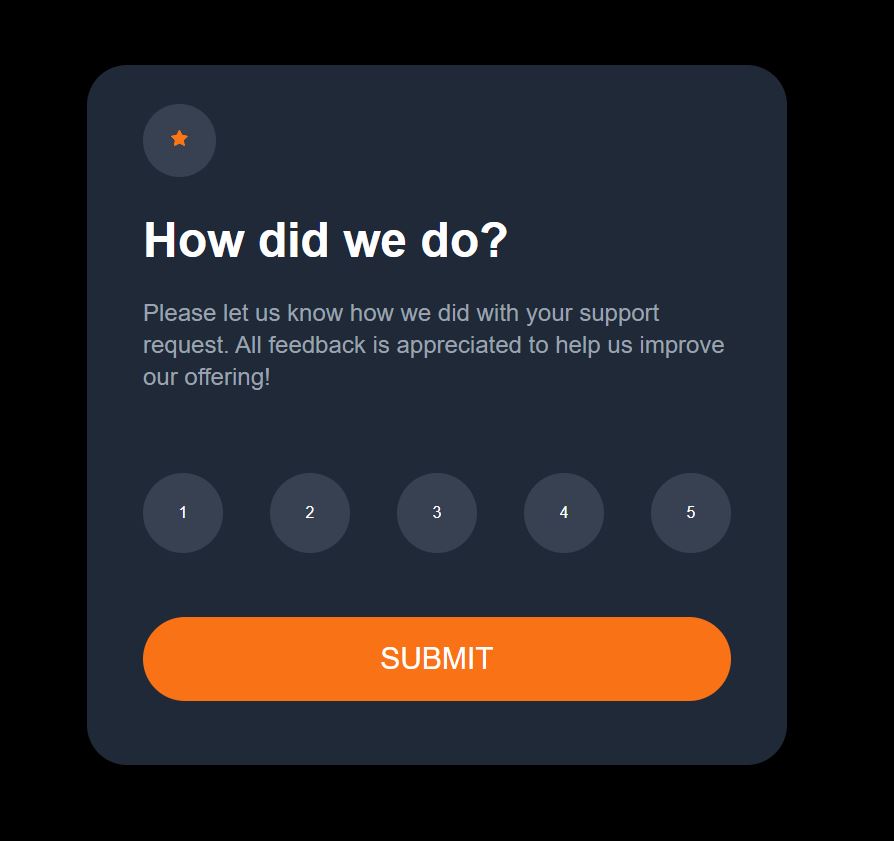 How did we do?
Please let us know how we did with your support
request. All feedback is appreciated to help us improve
our offering!
1 2 3 4 5
SUBMIT